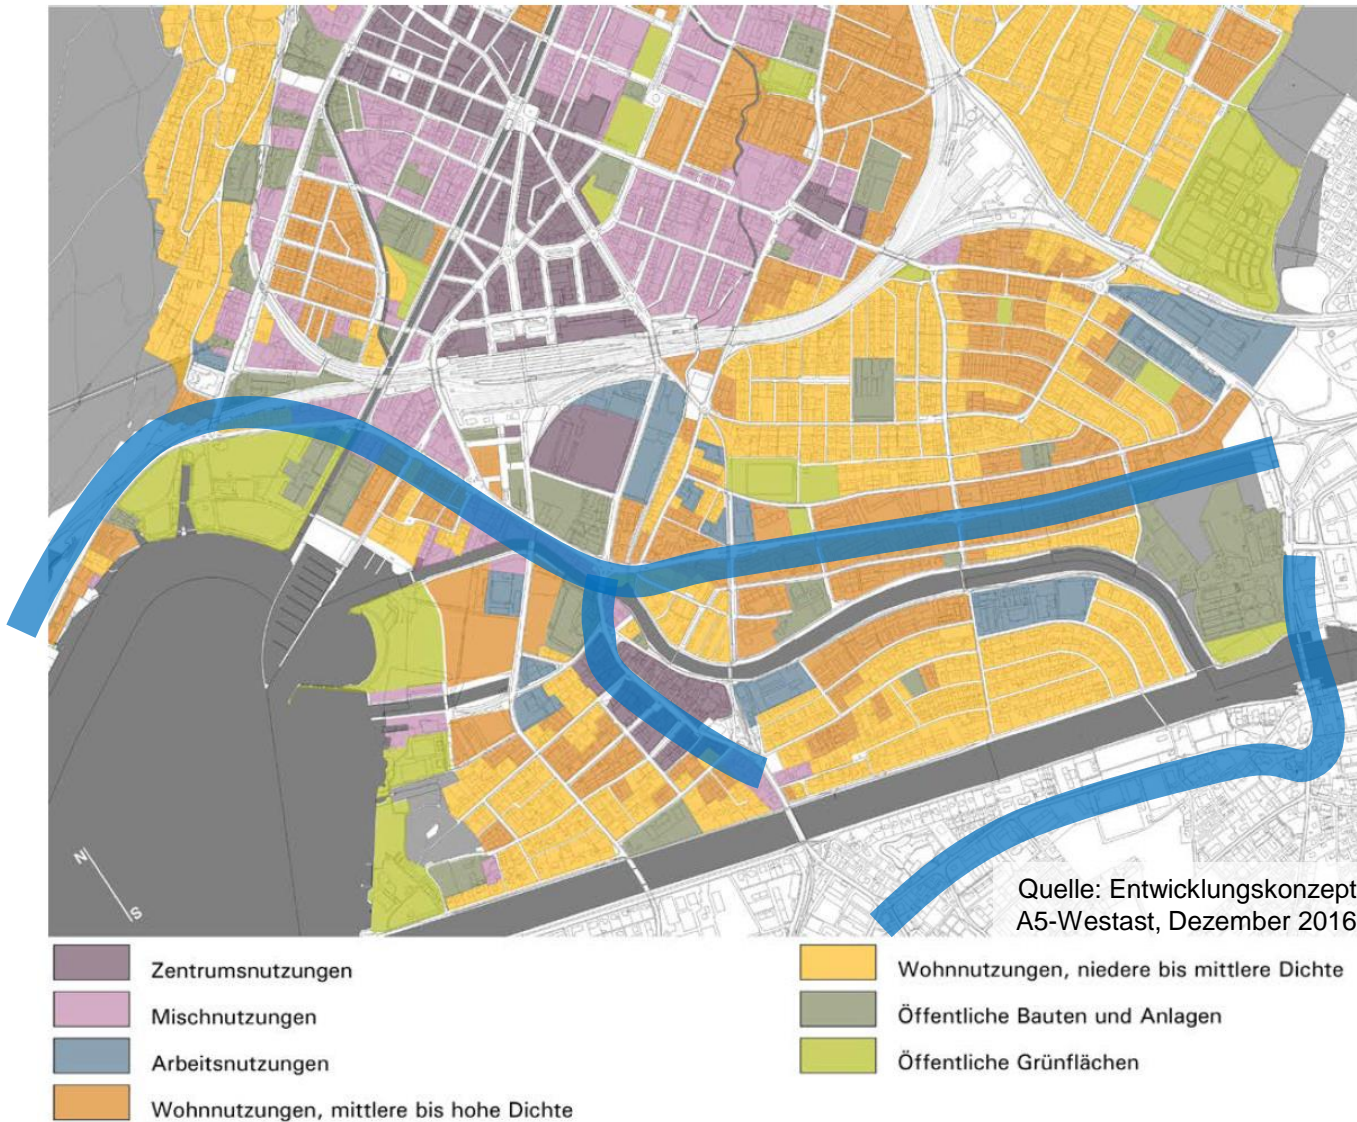 N
S
Quelle: Entwicklungskonzept
A5-Westast, Dezember 2016
Zentrumsnutzungen
Mischnutzungen
Arbeitsnutzungen
Wohnnutzungen, mittlere bis hohe Dichte
Wohnnutzungen, niedere bis mittlere Dichte
Öffentliche Bauten und Anlagen
Öffentliche Grünflächen